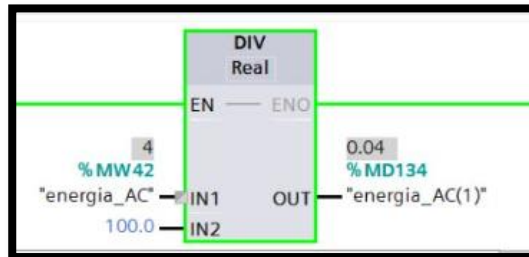 DIV
Real
EN ENO
4 0.04
%MW42 %MD134
"energia_AC" IN1 OUT "energia_AC(1)"
100.0 IN2